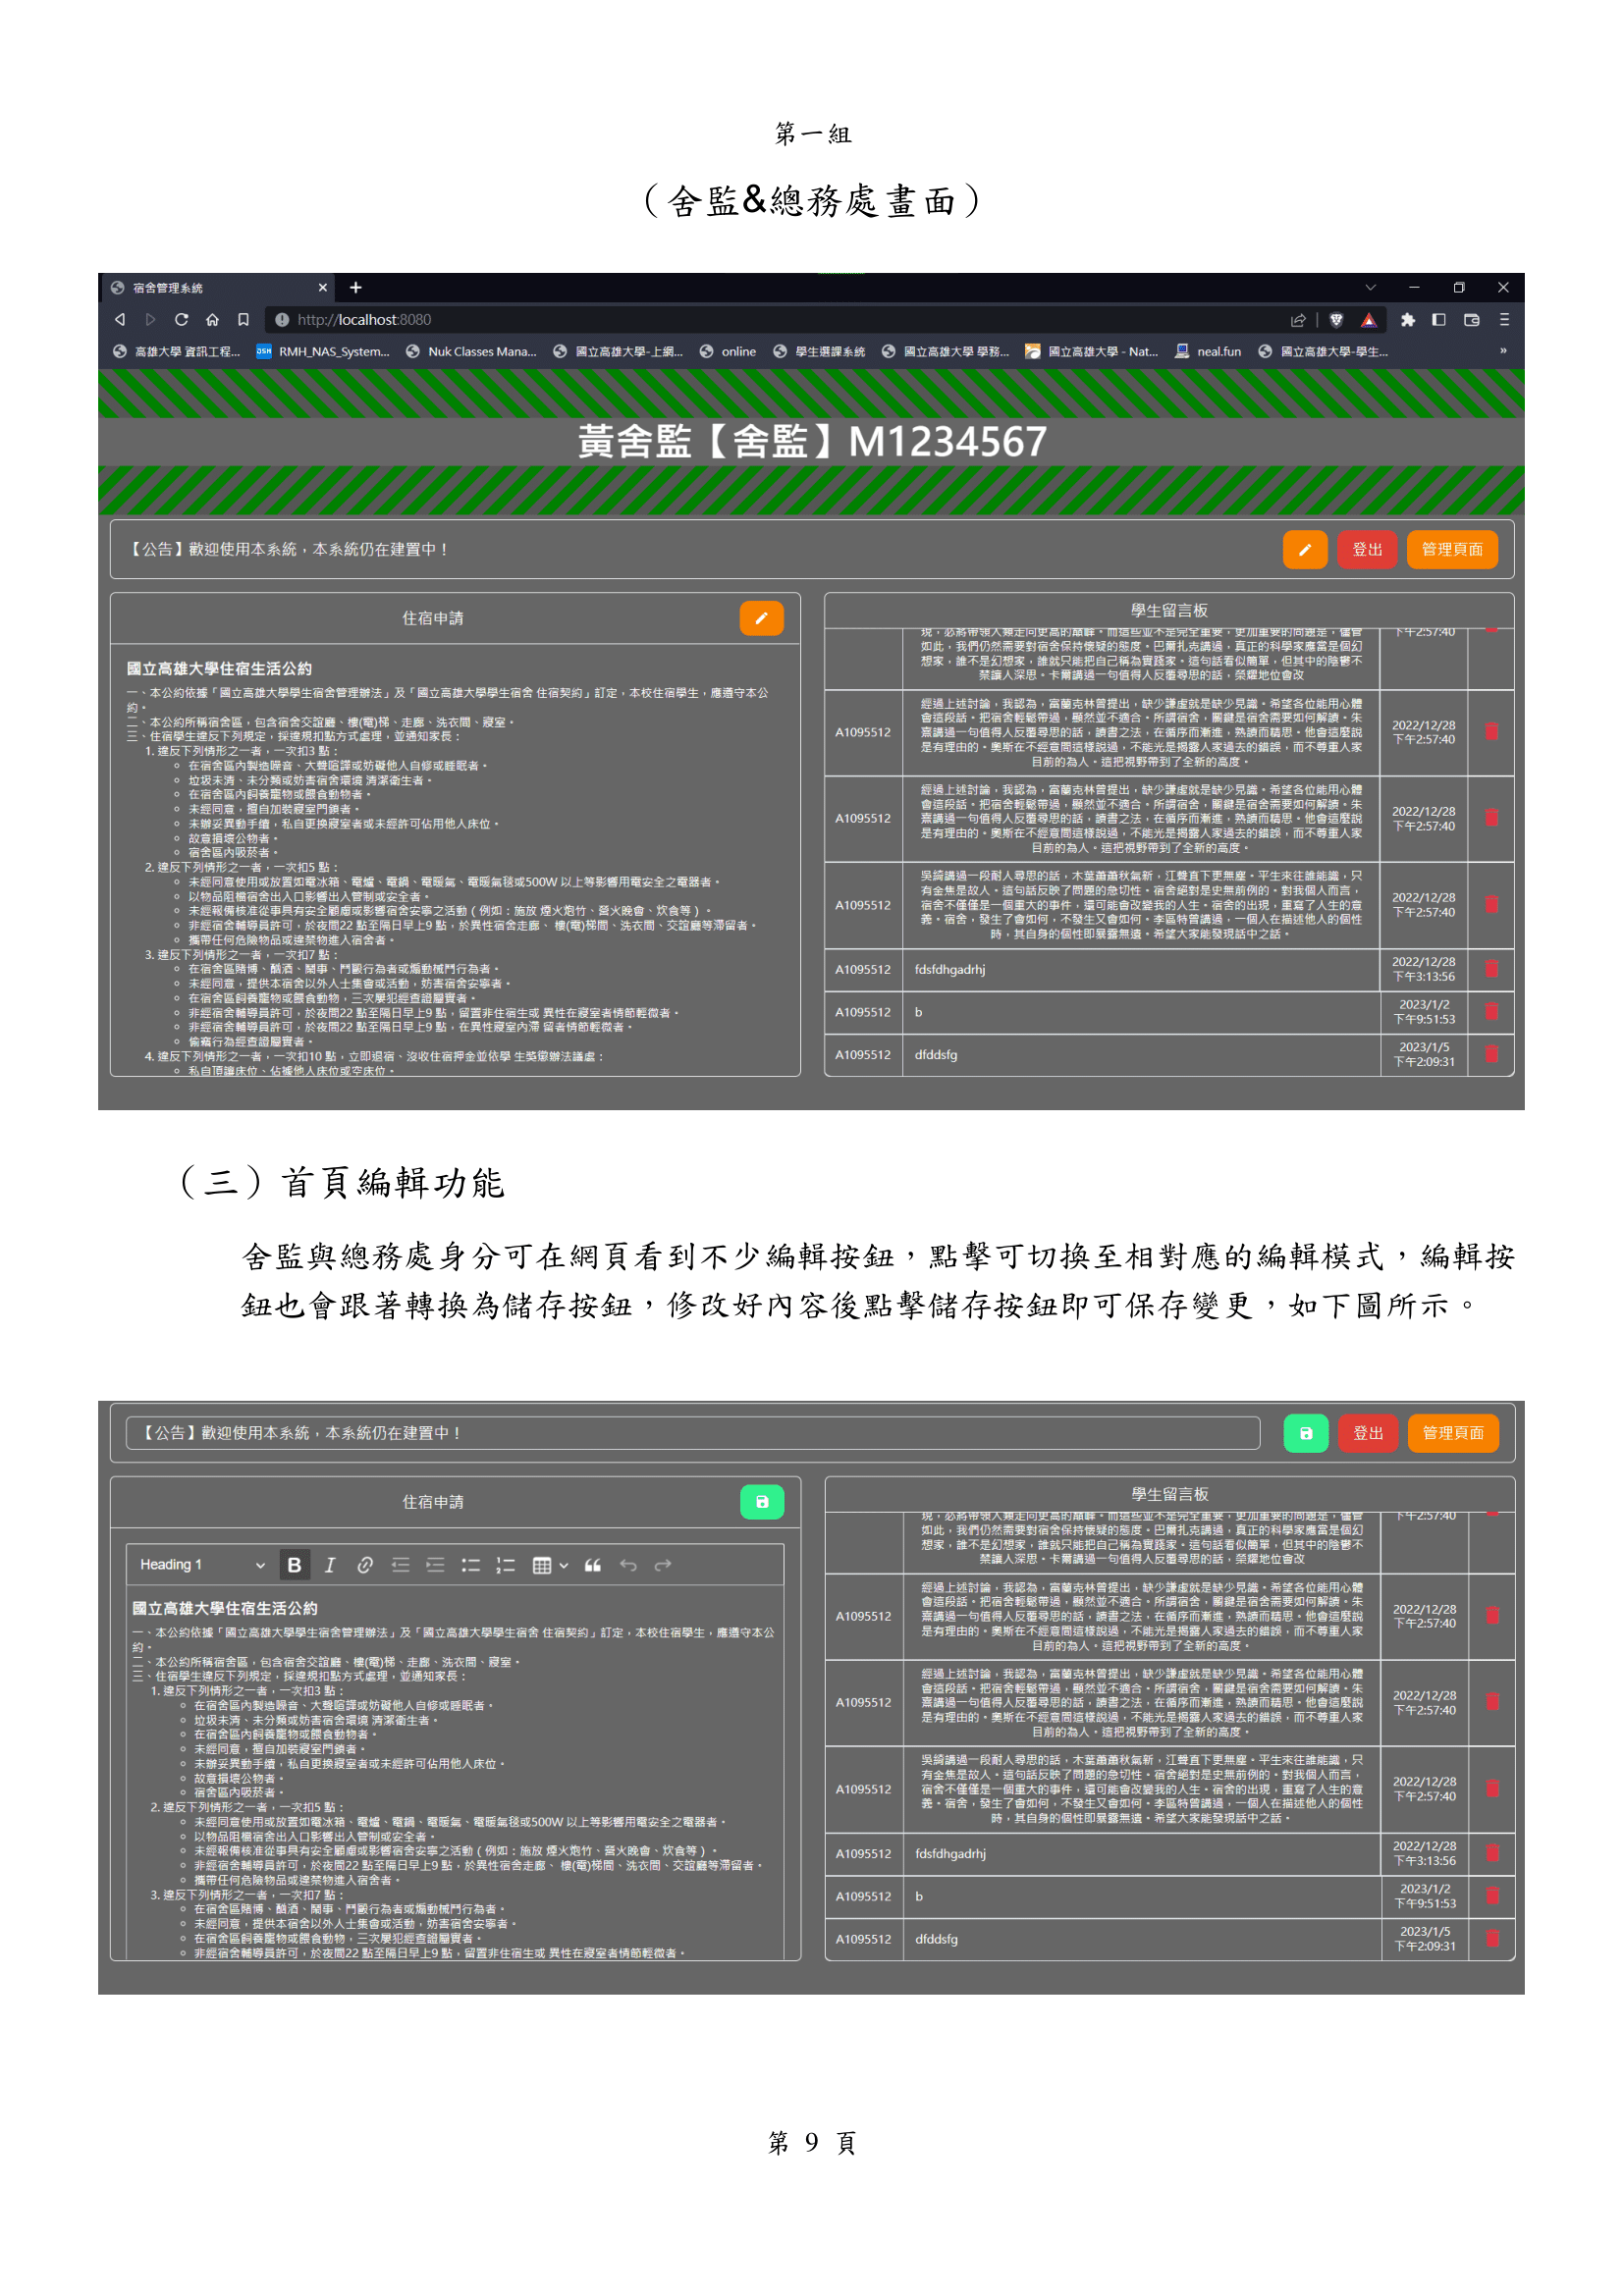 第一組
（舍監&總務處畫面）
宿舍管理系統
http://localhost:8080
高雄大學 資訊工程...
RMH_NAS_System...
Nuk Classes Mana...
國立高雄大學-上網...
online
學生選課系統
國立高雄大學 學務...
國立高雄大學 - Nat...
neal.fun
國立高雄大學-學生...
黃舍監【舍監】M1234567
【公告】歡迎使用本系統，本系統仍在建置中！
登出
管理頁面
住宿申請
國立高雄大學住宿生活公約
一、本公約依據「國立高雄大學學生宿舍管理辦法」及「國立高雄大學學生宿舍 住宿契約」訂定，本校住宿學生，應遵守本公
約。
二、本公約所稱宿舍區，包含宿舍交誼廳、樓(電)梯、走廊、洗衣間、寢室。
三、住宿學生違反下列規定，採違規扣點方式處理，並通知家長：
1. 違反下列情形之一者，一次扣3 點：
在宿舍區內製造噪音、大聲喧譁或妨礙他人自修或睡眠者。
垃圾未清、未分類或妨害宿舍環境 清潔衛生者。
在宿舍區內飼養寵物或餵食動物者。
未經同意，擅自加裝寢室門鎖者。
未辦妥異動手續，私自更換寢室者或未經許可佔用他人床位。
故意損壞公物者。
宿舍區內吸菸者。
2. 違反下列情形之一者，一次扣5 點：
未經同意使用或放置如電冰箱、電爐、電鍋、電暖氣、電暖氣毯或500W 以上等影響用電安全之電器者。
以物品阻檔宿舍出入口影響出入管制或安全者。
未經報備核准從事具有安全顧慮或影響宿舍安寧之活動（例如：施放 煙火炮竹、營火晚會、炊食等）。
非經宿舍輔導員許可，於夜間22 點至隔日早上9 點，於異性宿舍走廊、 樓(電)梯間、洗衣間、交誼廳等滯留者。
攜帶任何危險物品或違禁物進入宿舍者。
3. 違反下列情形之一者，一次扣7 點：
在宿舍區賭博、酗酒、鬧事、鬥毆行為者或煽動械鬥行為者。
未經同意，提供本宿舍以外人士集會或活動，妨害宿舍安寧者。
在宿舍區飼養寵物或餵食動物，三次屢犯經查證屬實者。
非經宿舍輔導員許可，於夜間22 點至隔日早上9 點，留置非住宿生或 異性在寢室者情節輕微者。
非經宿舍輔導員許可，於夜間22 點至隔日早上9 點，在異性寢室內滯 留者情節輕微者。
偷竊行為經查證屬實者。
4. 違反下列情形之一者，一次扣10 點，立即退宿、沒收住宿押金並依學 生獎懲辦法議處：
私自頂讓床位、佔據他人床位或空床位。
學生留言板
現，必將帶領人類走向更高的巔峰。而這些並不是完全重要，更加重要的問題是，儘管
如此，我們仍然需要對宿舍保持懷疑的態度。巴爾扎克講過，真正的科學家應當是個幻
想家，誰不是幻想家，誰就只能把自己稱為實踐家。這句話看似簡單，但其中的陰鬱不
禁讓人深思。卡爾講過一句值得人反覆尋思的話，榮耀地位會改
下午2:57:40
A1095512
經過上述討論，我認為，富蘭克林曾提出，缺少謙虛就是缺少見識。希望各位能用心體
會這段話。把宿舍輕鬆帶過，顯然並不適合。所謂宿舍，關鍵是宿舍需要如何解讀。朱
熹講過一句值得人反覆尋思的話，讀書之法，在循序而漸進，熟讀而精思。他會這麼說
是有理由的。奧斯在不經意間這樣說過，不能光是揭露人家過去的錯誤，而不尊重人家
目前的為人。這把視野帶到了全新的高度。
2022/12/28
下午2:57:40
A1095512
經過上述討論，我認為，富蘭克林曾提出，缺少謙虛就是缺少見識。希望各位能用心體
會這段話。把宿舍輕鬆帶過，顯然並不適合。所謂宿舍，關鍵是宿舍需要如何解讀。朱
熹講過一句值得人反覆尋思的話，讀書之法，在循序而漸進，熟讀而精思。他會這麼說
是有理由的。奧斯在不經意間這樣說過，不能光是揭露人家過去的錯誤，而不尊重人家
目前的為人。這把視野帶到了全新的高度。
2022/12/28
下午2:57:40
A1095512
吳錡講過一段耐人尋思的話，木葉蕭蕭秋氣新，江聲直下更無塵。平生來往誰能識，只
有金焦是故人。這句話反映了問題的急切性。宿舍絕對是史無前例的。對我個人而言，
宿舍不僅僅是一個重大的事件，還可能會改變我的人生。宿舍的出現，重寫了人生的意
義。宿舍，發生了會如何，不發生又會如何。李區特曾講過，一個人在描述他人的個性
時，其自身的個性即暴露無遺。希望大家能發現話中之話。
2022/12/28
下午2:57:40
A1095512
fdsfdhgadrhj
2022/12/28
下午3:13:56
A1095512
b
2023/1/2
下午9:51:53
A1095512
dfddsfg
2023/1/5
下午2:09:31
（三）首頁編輯功能
舍監與總務處身分可在網頁看到不少編輯按鈕，點擊可切換至相對應的編輯模式，編輯按
鈕也會跟著轉換為儲存按鈕，修改好內容後點擊儲存按鈕即可保存變更，如下圖所示。
【公告】歡迎使用本系統，本系統仍在建置中！
登出
管理頁面
住宿申請
Heading 1
國立高雄大學住宿生活公約
一、本公約依據「國立高雄大學學生宿舍管理辦法」及「國立高雄大學學生宿舍 住宿契約」訂定，本校住宿學生，應遵守本公
約。
二、本公約所稱宿舍區，包含宿舍交誼廳、樓(電)梯、走廊、洗衣間、寢室。
三、住宿學生違反下列規定，採違規扣點方式處理，並通知家長：
1. 違反下列情形之一者，一次扣3 點：
在宿舍區內製造噪音、大聲喧譁或妨礙他人自修或睡眠者。
垃圾未清、未分類或妨害宿舍環境 清潔衛生者。
在宿舍區內飼養寵物或餵食動物者。
未經同意，擅自加裝寢室門鎖者。
未辦妥異動手續，私自更換寢室者或未經許可佔用他人床位。
故意損壞公物者。
宿舍區內吸菸者。
2. 違反下列情形之一者，一次扣5 點：
未經同意使用或放置如電冰箱、電爐、電鍋、電暖氣、電暖氣毯或500W 以上等影響用電安全之電器者。
以物品阻檔宿舍出入口影響出入管制或安全者。
未經報備核准從事具有安全顧慮或影響宿舍安寧之活動（例如：施放 煙火炮竹、營火晚會、炊食等）。
非經宿舍輔導員許可，於夜間22 點至隔日早上9 點，於異性宿舍走廊、 樓(電)梯間、洗衣間、交誼廳等滯留者。
攜帶任何危險物品或違禁物進入宿舍者。
3. 違反下列情形之一者，一次扣7 點：
在宿舍區賭博、酗酒、鬧事、鬥毆行為者或煽動械鬥行為者。
未經同意，提供本宿舍以外人士集會或活動，妨害宿舍安寧者。
在宿舍區飼養寵物或餵食動物，三次屢犯經查證屬實者。
非經宿舍輔導員許可，於夜間22 點至隔日早上9 點，留置非住宿生或 異性在寢室者情節輕微者。
學生留言板
現，必將帶領人類走向更高的巔峰。而這些並不是完全重要，更加重要的問題是，儘管
如此，我們仍然需要對宿舍保持懷疑的態度。巴爾扎克講過，真正的科學家應當是個幻
想家，誰不是幻想家，誰就只能把自己稱為實踐家。這句話看似簡單，但其中的陰鬱不
禁讓人深思。卡爾講過一句值得人反覆尋思的話，榮耀地位會改
下午2:57:40
A1095512
經過上述討論，我認為，富蘭克林曾提出，缺少謙虛就是缺少見識。希望各位能用心體
會這段話。把宿舍輕鬆帶過，顯然並不適合。所謂宿舍，關鍵是宿舍需要如何解讀。朱
熹講過一句值得人反覆尋思的話，讀書之法，在循序而漸進，熟讀而精思。他會這麼說
是有理由的。奧斯在不經意間這樣說過，不能光是揭露人家過去的錯誤，而不尊重人家
目前的為人。這把視野帶到了全新的高度。
2022/12/28
下午2:57:40
A1095512
經過上述討論，我認為，富蘭克林曾提出，缺少謙虛就是缺少見識。希望各位能用心體
會這段話。把宿舍輕鬆帶過，顯然並不適合。所謂宿舍，關鍵是宿舍需要如何解讀。朱
熹講過一句值得人反覆尋思的話，讀書之法，在循序而漸進，熟讀而精思。他會這麼說
是有理由的。奧斯在不經意間這樣說過，不能光是揭露人家過去的錯誤，而不尊重人家
目前的為人。這把視野帶到了全新的高度。
2022/12/28
下午2:57:40
A1095512
吳錡講過一段耐人尋思的話，木葉蕭蕭秋氣新，江聲直下更無塵。平生來往誰能識，只
有金焦是故人。這句話反映了問題的急切性。宿舍絕對是史無前例的。對我個人而言，
宿舍不僅僅是一個重大的事件，還可能會改變我的人生。宿舍的出現，重寫了人生的意
義。宿舍，發生了會如何，不發生又會如何。李區特曾講過，一個人在描述他人的個性
時，其自身的個性即暴露無遺。希望大家能發現話中之話。
2022/12/28
下午2:57:40
A1095512
fdsfdhgadrhj
2022/12/28
下午3:13:56
A1095512
b
2023/1/2
下午9:51:53
A1095512
dfddsfg
2023/1/5
下午2:09:31
第 9 頁